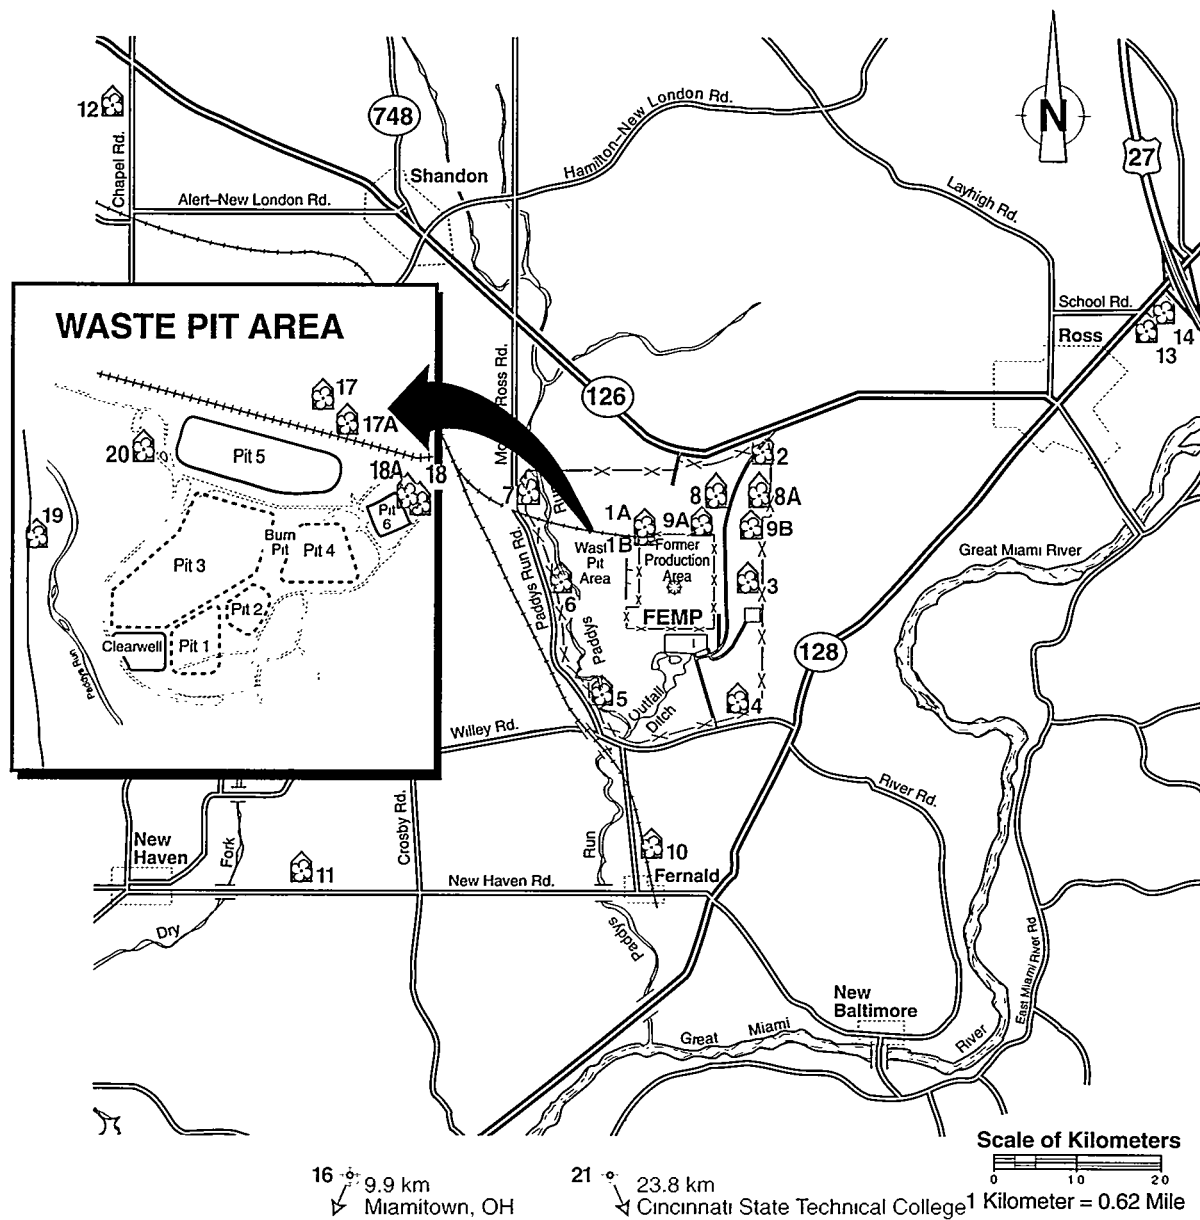 12
Chapel Rd.
748
Shandon
Hamilton–New London Rd.
N
27
Alert–New London Rd.
Layhigh Rd.
School Rd.
Ross
14
13
WASTE PIT AREA
17
17A
20
Pit 5
18A
18
Pit
6
19
Burn
Pit
Pit 4
Pit 3
Pit 2
Clearwell
Pit 1
Paddys Run
Ross Rd.
126
2
7
8
8A
1A
9A
9B
1B
Former
Production
Area
Pit
Area
3
6
FEMP
Paddys Run Rd.
Paddys
Great Miami River
128
5
Outfall
Ditch
4
Willey Rd.
River Rd.
Crosby Rd.
New
Haven
Fork
11
Run
10
Fernald
New Haven Rd.
Dry
Paddys
East Miami River Rd
New
Baltimore
Great Miami River
Scale of Kilometers
0 10 20
1 Kilometer = 0.62 Mile
16 9.9 km
Miamitown, OH
21 23.8 km
Cincinnati State Technical College